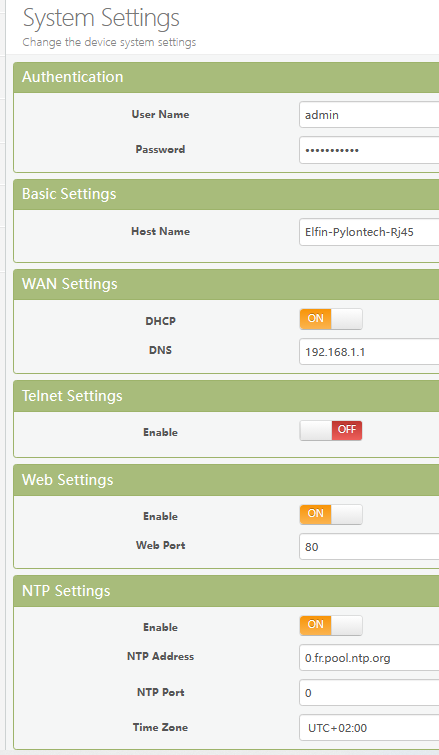 System Settings
Change the device system settings
Authentication
User Name admin
Password •••••••••••
Basic Settings
Host Name Elfin-Pylontech-Rj45
WAN Settings
DHCP ON
DNS 192.168.1.1
Telnet Settings
Enable OFF
Web Settings
Enable ON
Web Port 80
NTP Settings
Enable ON
NTP Address 0.fr.pool.ntp.org
NTP Port 0
Time Zone UTC+02:00